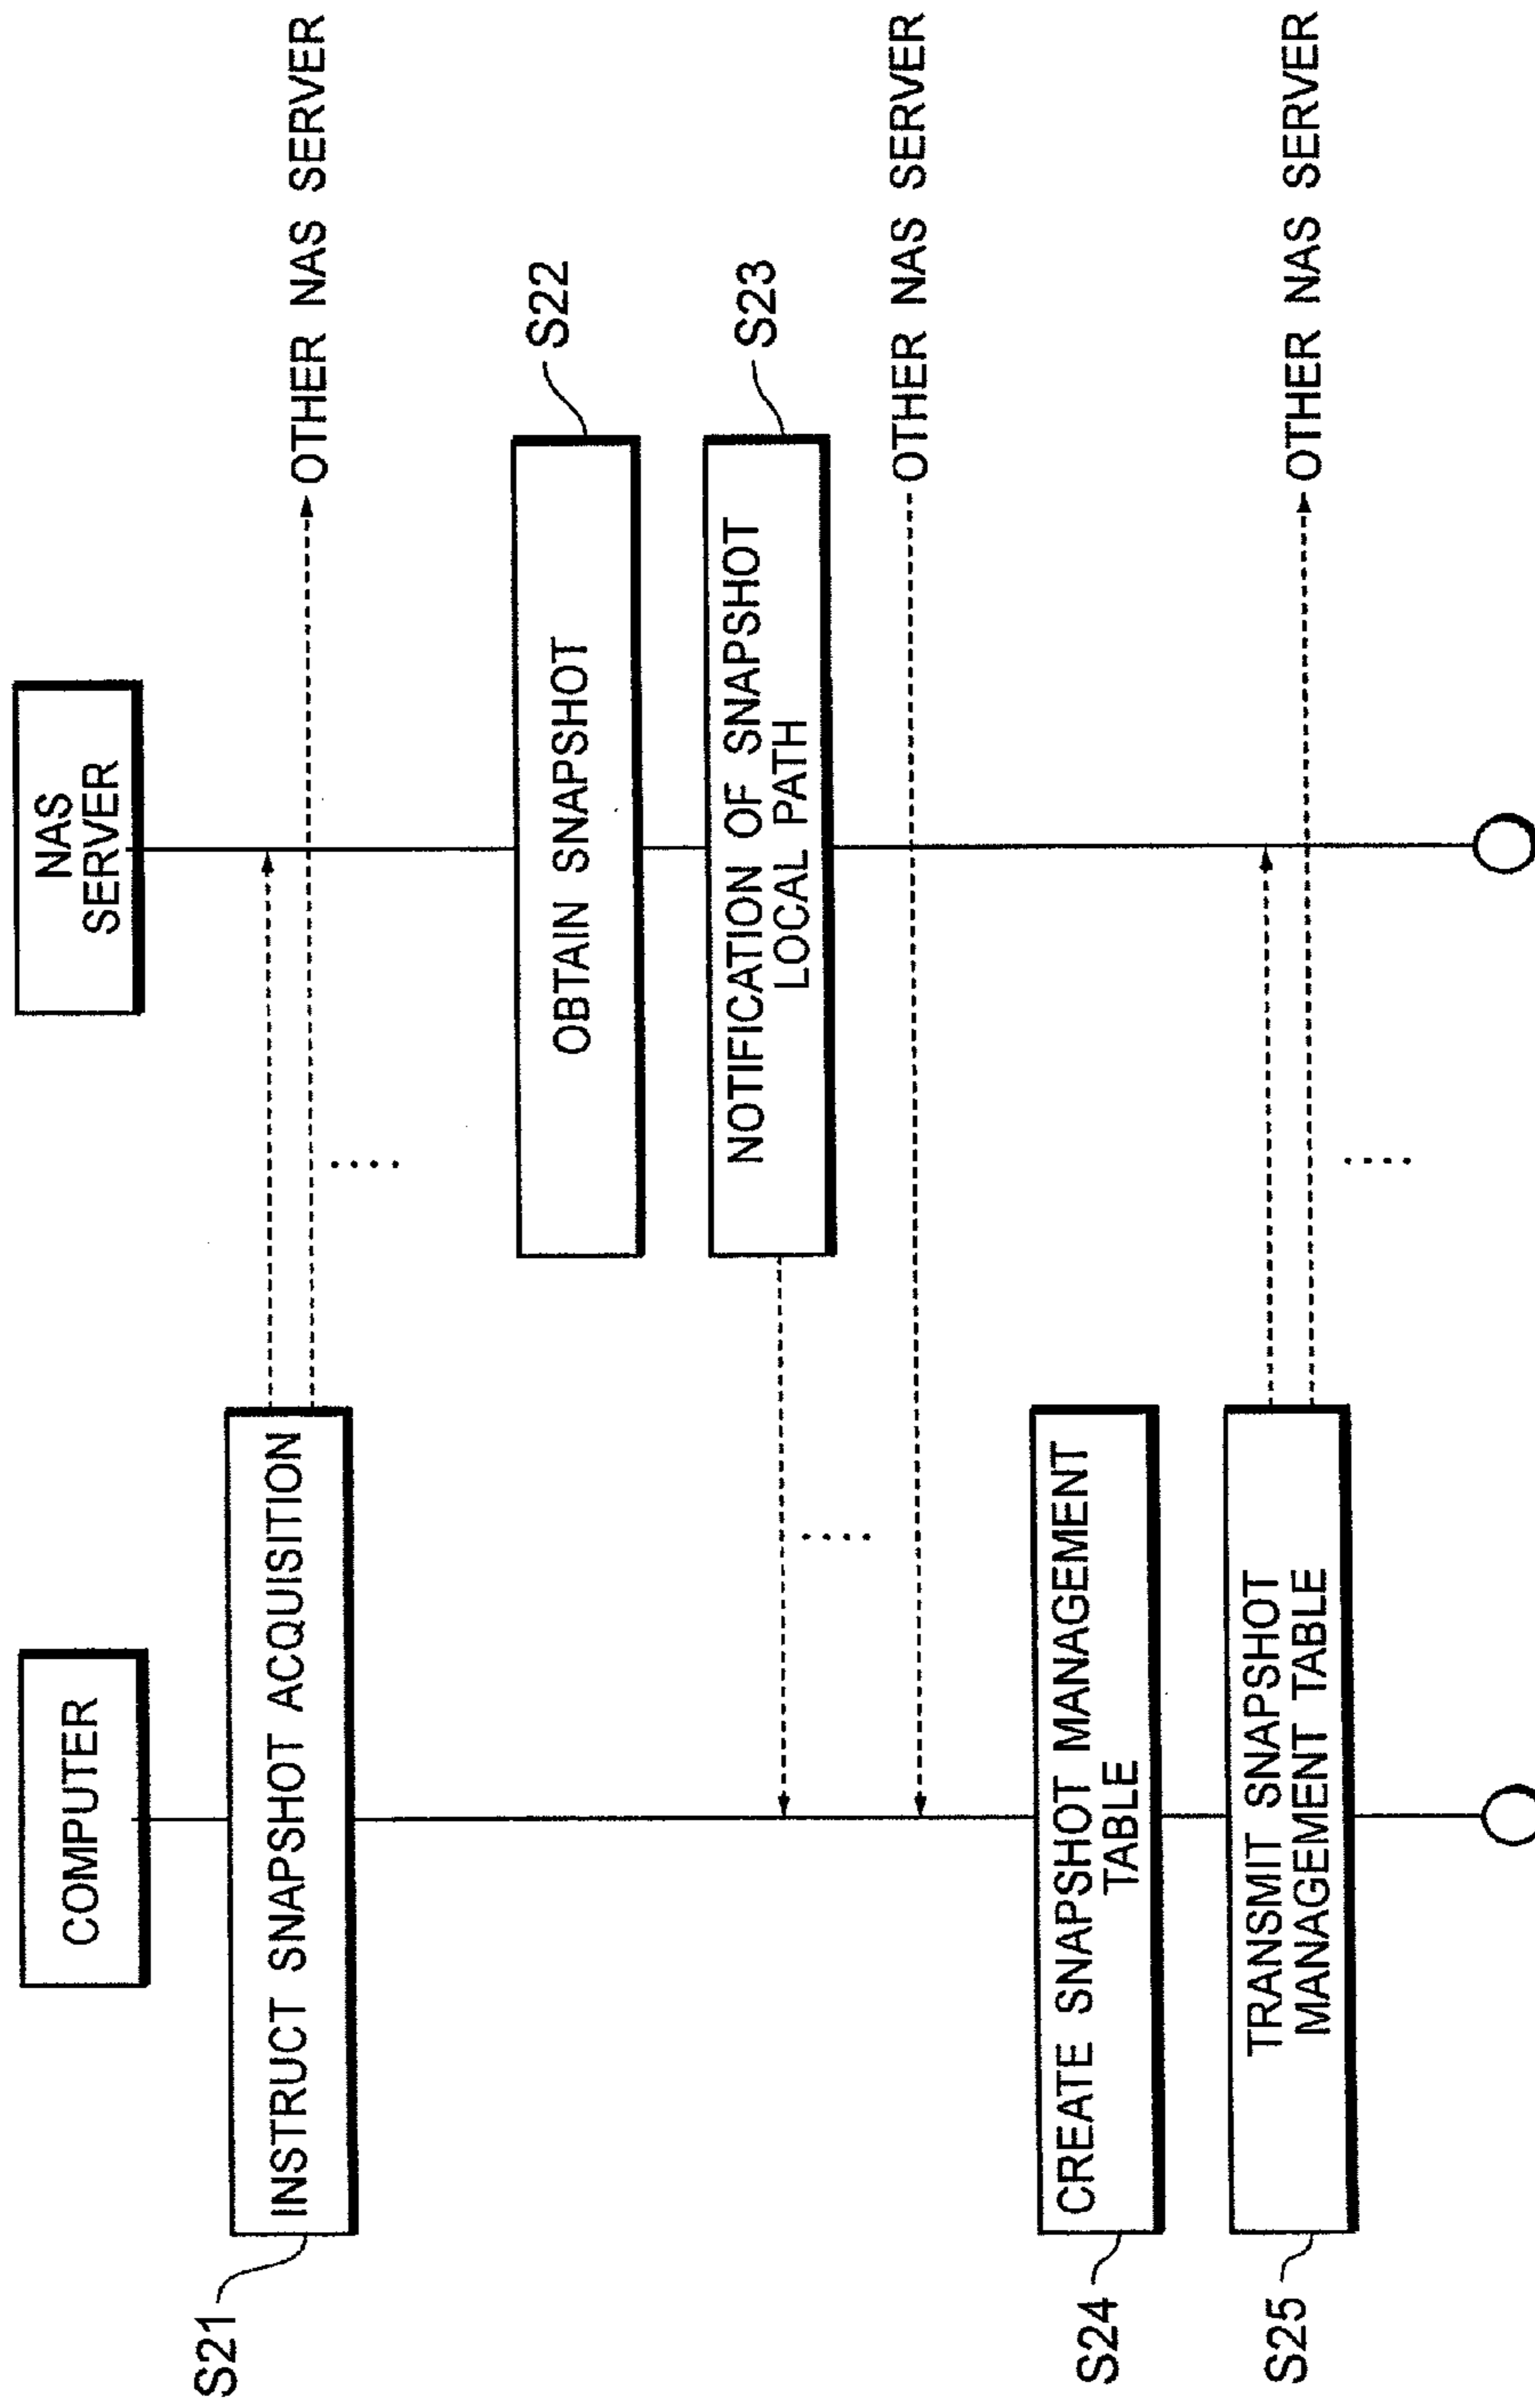 COMPUTER
NAS
SERVER
S21
INSTRUCT SNAPSHOT ACQUISITION
OTHER NAS SERVER
....
OBTAIN SNAPSHOT
S22
NOTIFICATION OF SNAPSHOT
LOCAL PATH
S23
....
OTHER NAS SERVER
S24
CREATE SNAPSHOT MANAGEMENT
TABLE
S25
TRANSMIT SNAPSHOT
MANAGEMENT TABLE
OTHER NAS SERVER
....